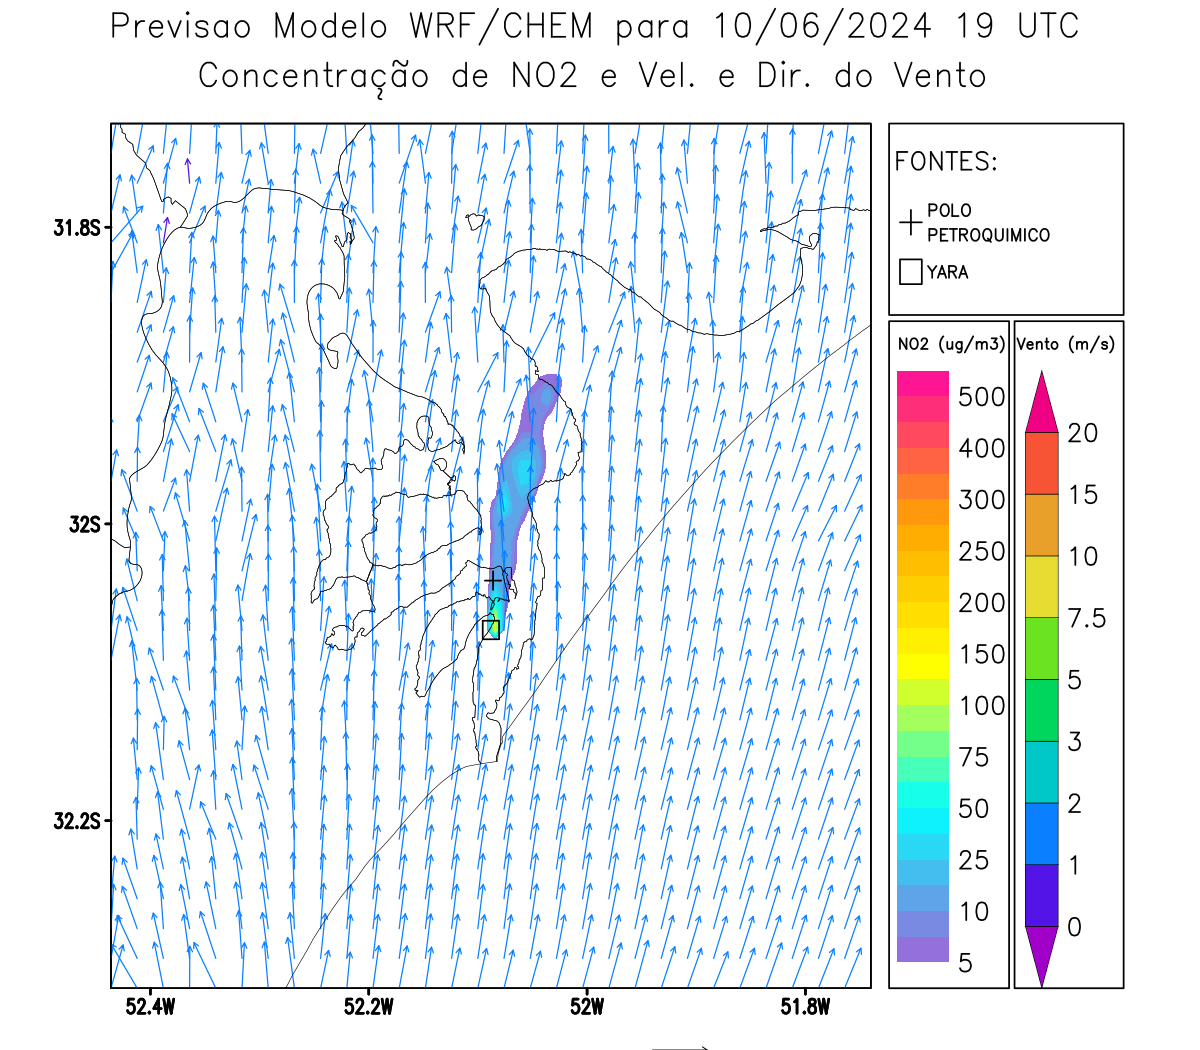 Previsao Modelo WRF/CHEM para 10/06/2024 19 UTC
Concentração de NO2 e Vel. e Dir. do Vento
FONTES:
POLO
PETROQUIMICO
YARA
NO2 (ug/m3)
500
400
300
250
200
150
100
75
50
25
10
5
Vento (m/s)
20
15
10
7.5
5
3
2
1
0
31.8S
32S
32.2S
52.4W
52.2W
52W
51.8W